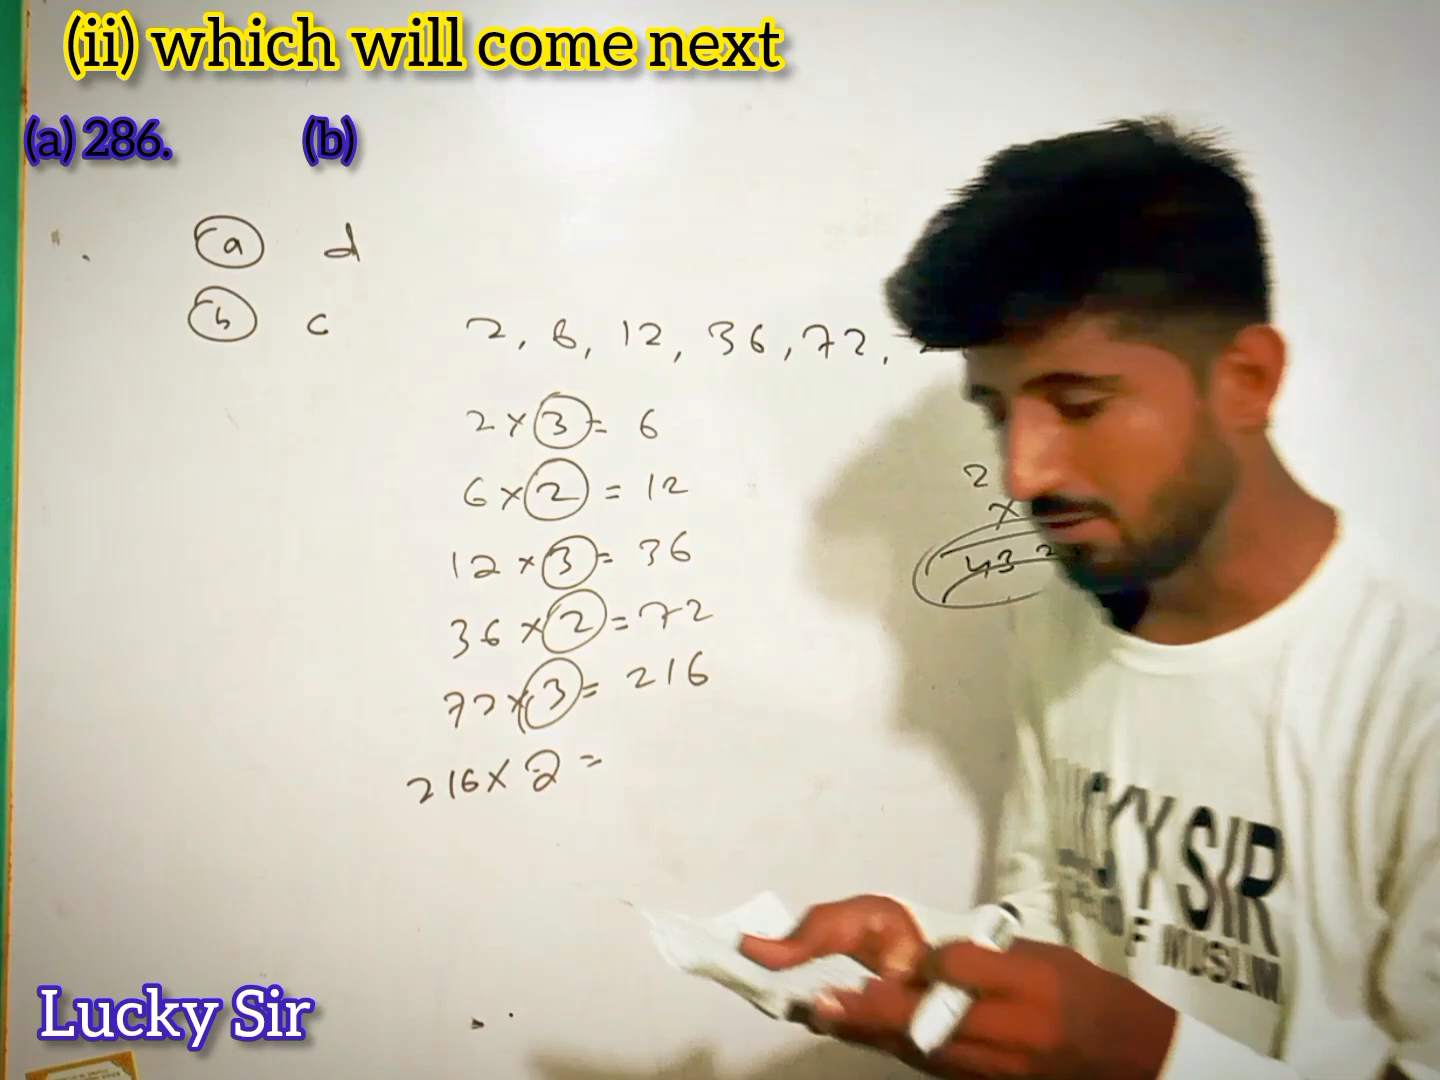 (ii) which will come next
(a) 286. (b)
(a) d
(b) c
2, 6, 12, 36, 72,
2 × 3 = 6
6 × 2 = 12
12 × 3 = 36
36 × 2 = 72
72 × 3 = 216
216 × 2 =
2
×
432
LUCKY SIR
OF MUSLIM
Lucky Sir